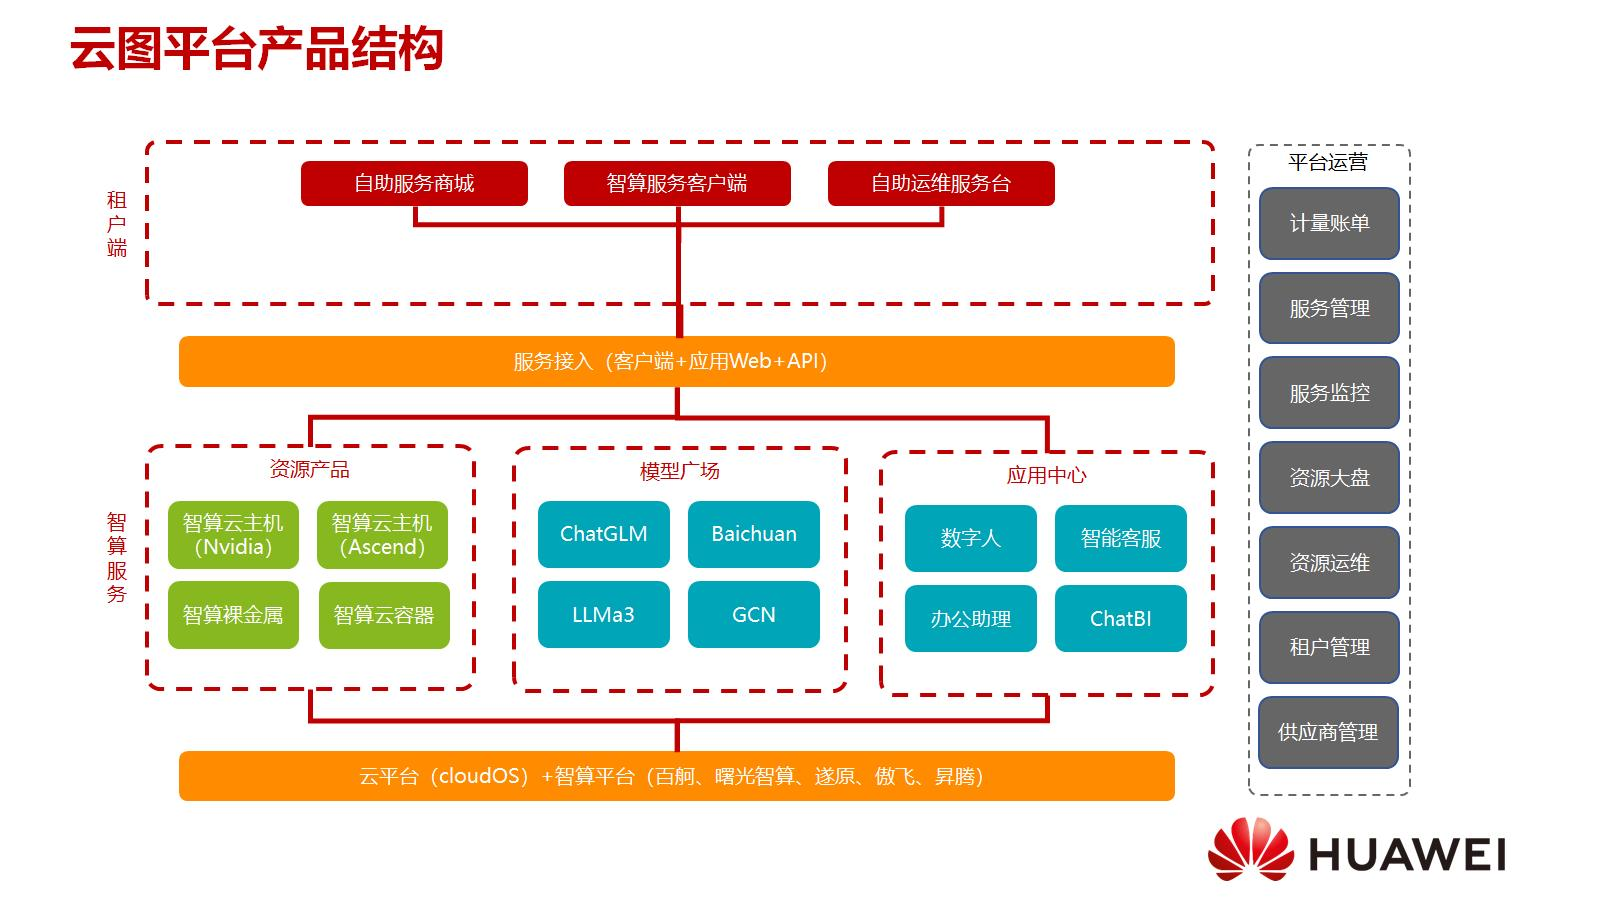 云图平台产品结构
租户端
自助服务商城
智算服务客户端
自助运维服务台
服务接入（客户端+应用Web+API）
智算服务
资源产品
智算云主机
（Nvidia）
智算云主机
（Ascend）
智算裸金属
智算云容器
模型广场
ChatGLM
Baichuan
LLMa3
GCN
应用中心
数字人
智能客服
办公助理
ChatBI
云平台（cloudOS）+智算平台（百舸、曙光智算、遂原、傲飞、昇腾）
平台运营
计量账单
服务管理
服务监控
资源大盘
资源运维
租户管理
供应商管理
HUAWEI